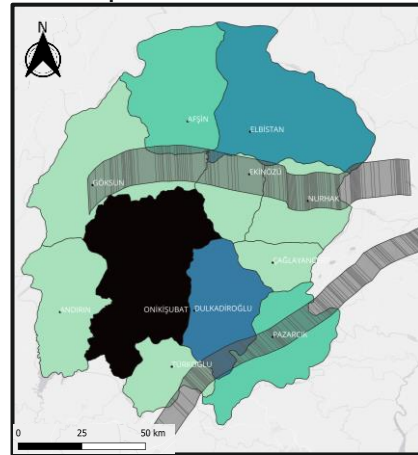 N
AFŞİN
ELBİSTAN
EKİNÖZÜ
GÖKSUN
NURHAK
ÇAĞLAYANC
ANDIRIN
ONİKİŞUBAT
DULKADİROĞLU
PAZARCIK
TÜRKOĞLU
0 25 50 km